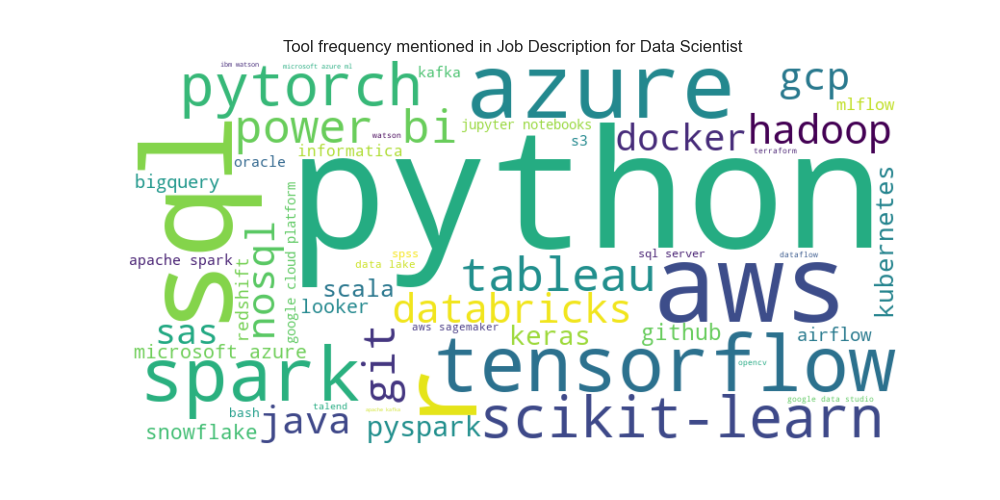 Tool frequency mentioned in Job Description for Data Scientist
ibm watson
microsoft azure ml
pytorch
kafka
azure
gcp
mlflow
power bi
jupyter notebooks
docker
hadoop
watson
s3
informatica
terraform
oracle
sql
python
bigquery
kubernetes
google cloud platform
nosql
apache spark
spss
data lake
sql server
dataflow
redshift
tableau
aws
scala
looker
databricks
sas
aws sagemaker
keras
github
airflow
microsoft azure
git
spark
tensorflow
opencv
r
google data studio
talend
apache kafka
bash
java
scikit-learn
snowflake
pyspark